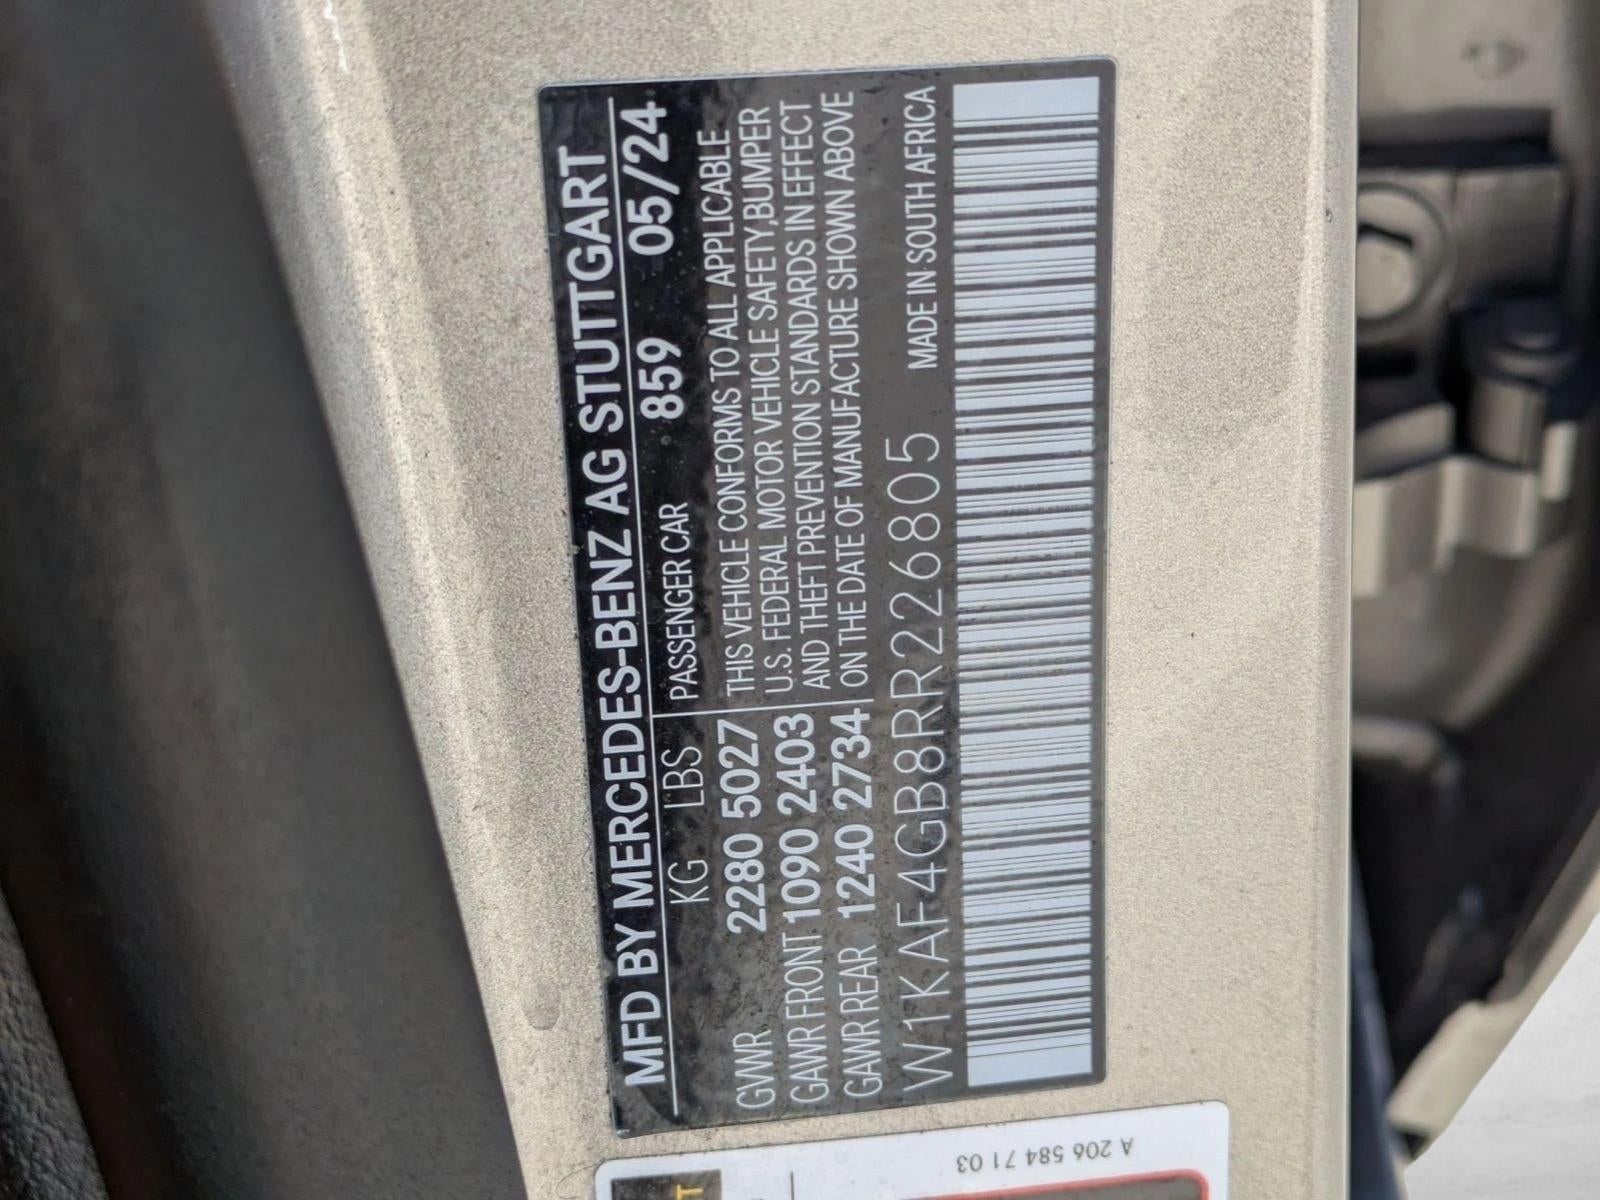 MFD BY MERCEDES-BENZ AG STUTTGART
KG LBS PASSENGER CAR 859 05/24
GVWR 2280 5027 THIS VEHICLE CONFORMS TO ALL APPLICABLE
GAWR FRONT 1090 2403 U.S. FEDERAL MOTOR VEHICLE SAFETY, BUMPER
AND THEFT PREVENTION STANDARDS IN EFFECT
GAWR REAR 1240 2734 ON THE DATE OF MANUFACTURE SHOWN ABOVE
W1KAF4GB8RR226805 MADE IN SOUTH AFRICA
A 206 584 71 03